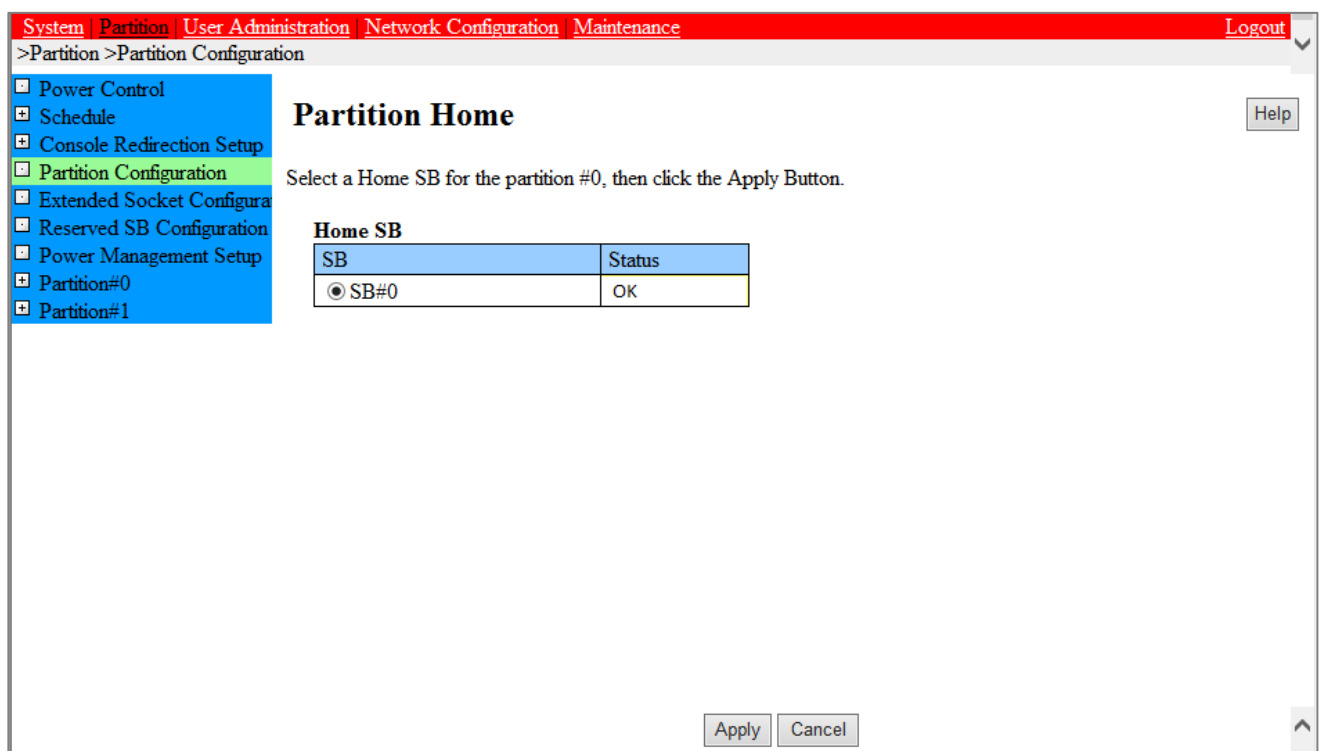 System | Partition | User Administration | Network Configuration | Maintenance Logout
>Partition >Partition Configuration
Power Control
Schedule
Console Redirection Setup
Partition Configuration
Extended Socket Configura
Reserved SB Configuration
Power Management Setup
Partition#0
Partition#1
Partition Home
Help
Select a Home SB for the partition #0, then click the Apply Button.
Home SB
SB Status
SB#0 OK
Apply Cancel